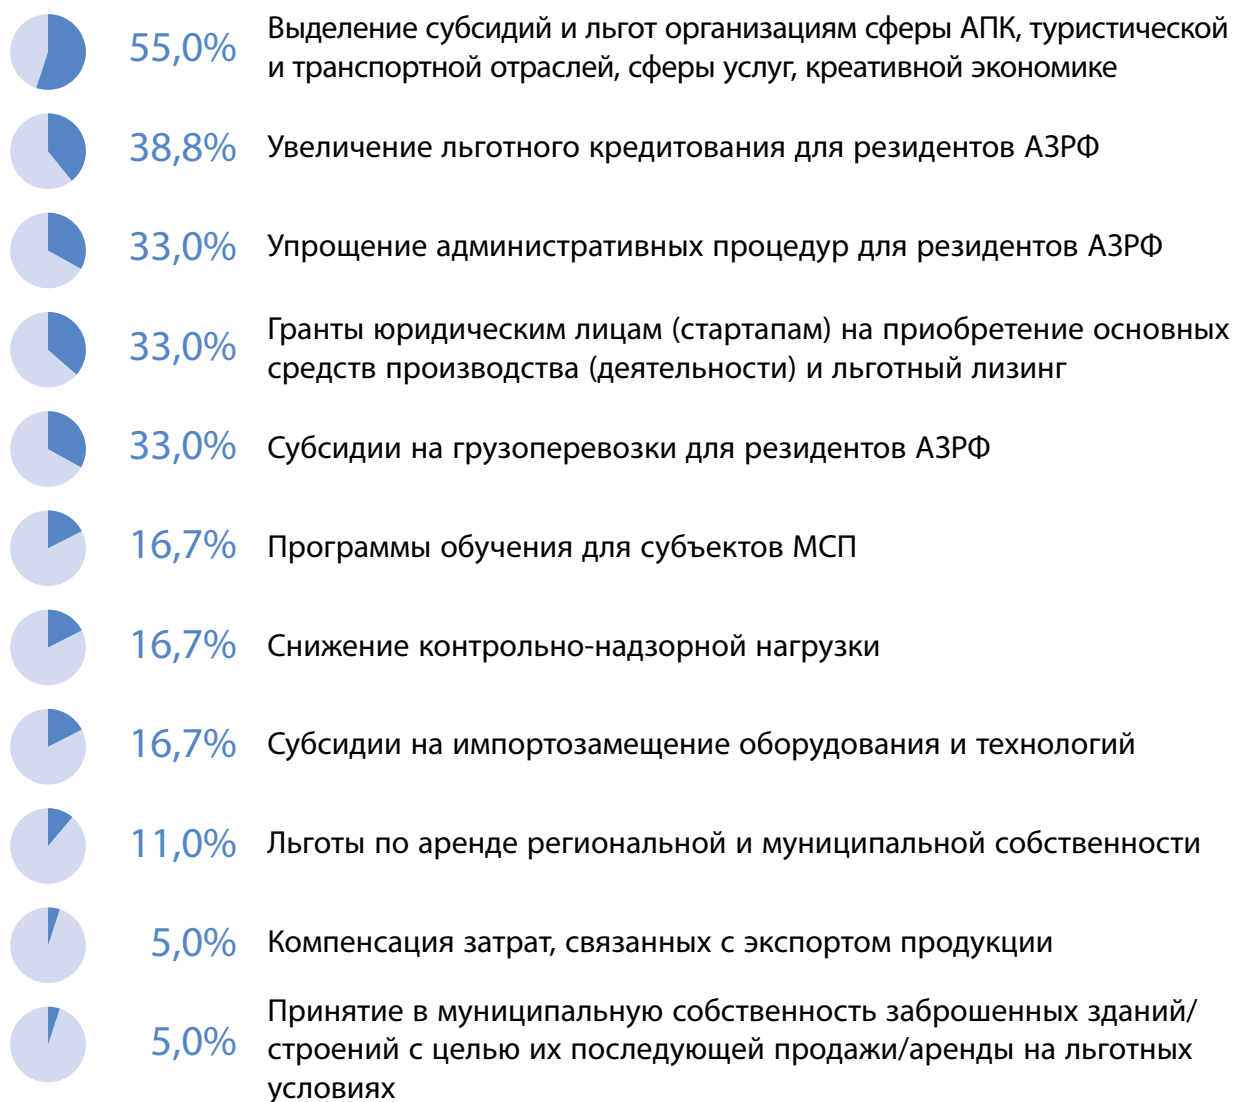 55,0%
Выделение субсидий и льгот организациям сферы АПК, туристической
и транспортной отраслей, сферы услуг, креативной экономике
38,8%
Увеличение льготного кредитования для резидентов АЗРФ
33,0%
Упрощение административных процедур для резидентов АЗРФ
33,0%
Гранты юридическим лицам (стартапам) на приобретение основных
средств производства (деятельности) и льготный лизинг
33,0%
Субсидии на грузоперевозки для резидентов АЗРФ
16,7%
Программы обучения для субъектов МСП
16,7%
Снижение контрольно-надзорной нагрузки
16,7%
Субсидии на импортозамещение оборудования и технологий
11,0%
Льготы по аренде региональной и муниципальной собственности
5,0%
Компенсация затрат, связанных с экспортом продукции
5,0%
Принятие в муниципальную собственность заброшенных зданий/
строений с целью их последующей продажи/аренды на льготных
условиях